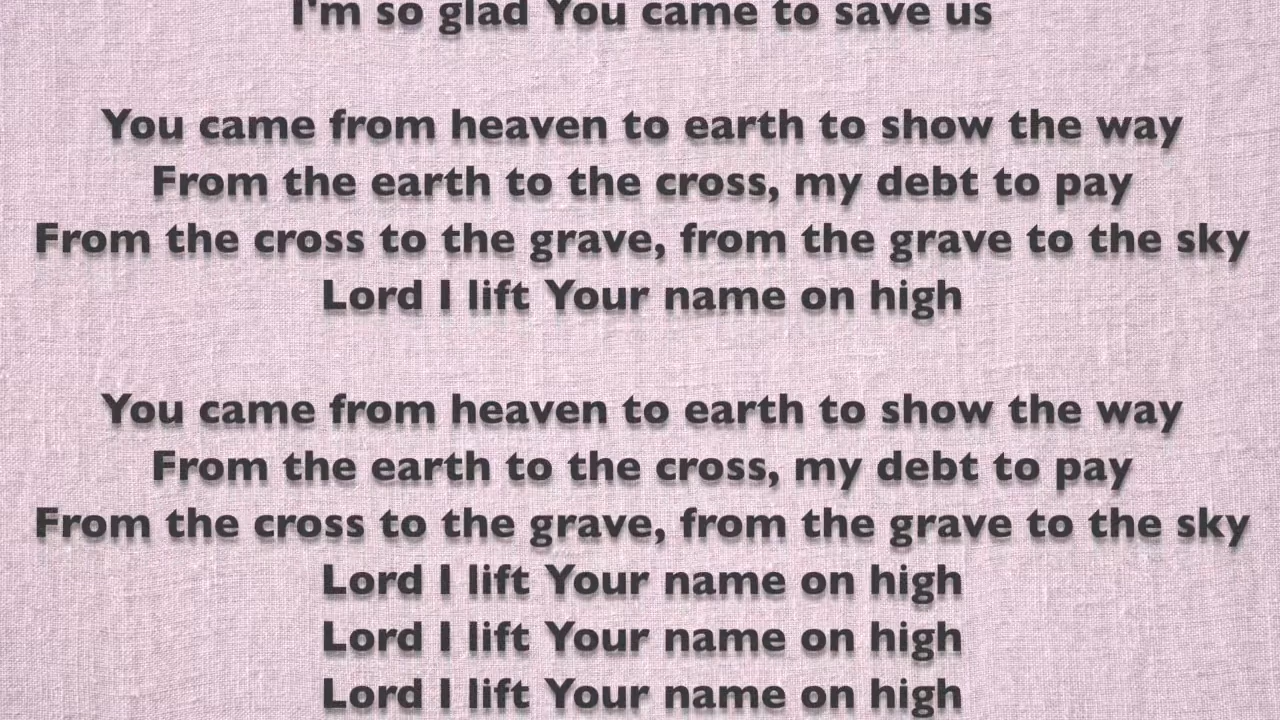 I'm so glad You came to save us
You came from heaven to earth to show the way
From the earth to the cross, my debt to pay
From the cross to the grave, from the grave to the sky
Lord I lift Your name on high
You came from heaven to earth to show the way
From the earth to the cross, my debt to pay
From the cross to the grave, from the grave to the sky
Lord I lift Your name on high
Lord I lift Your name on high
Lord I lift Your name on high